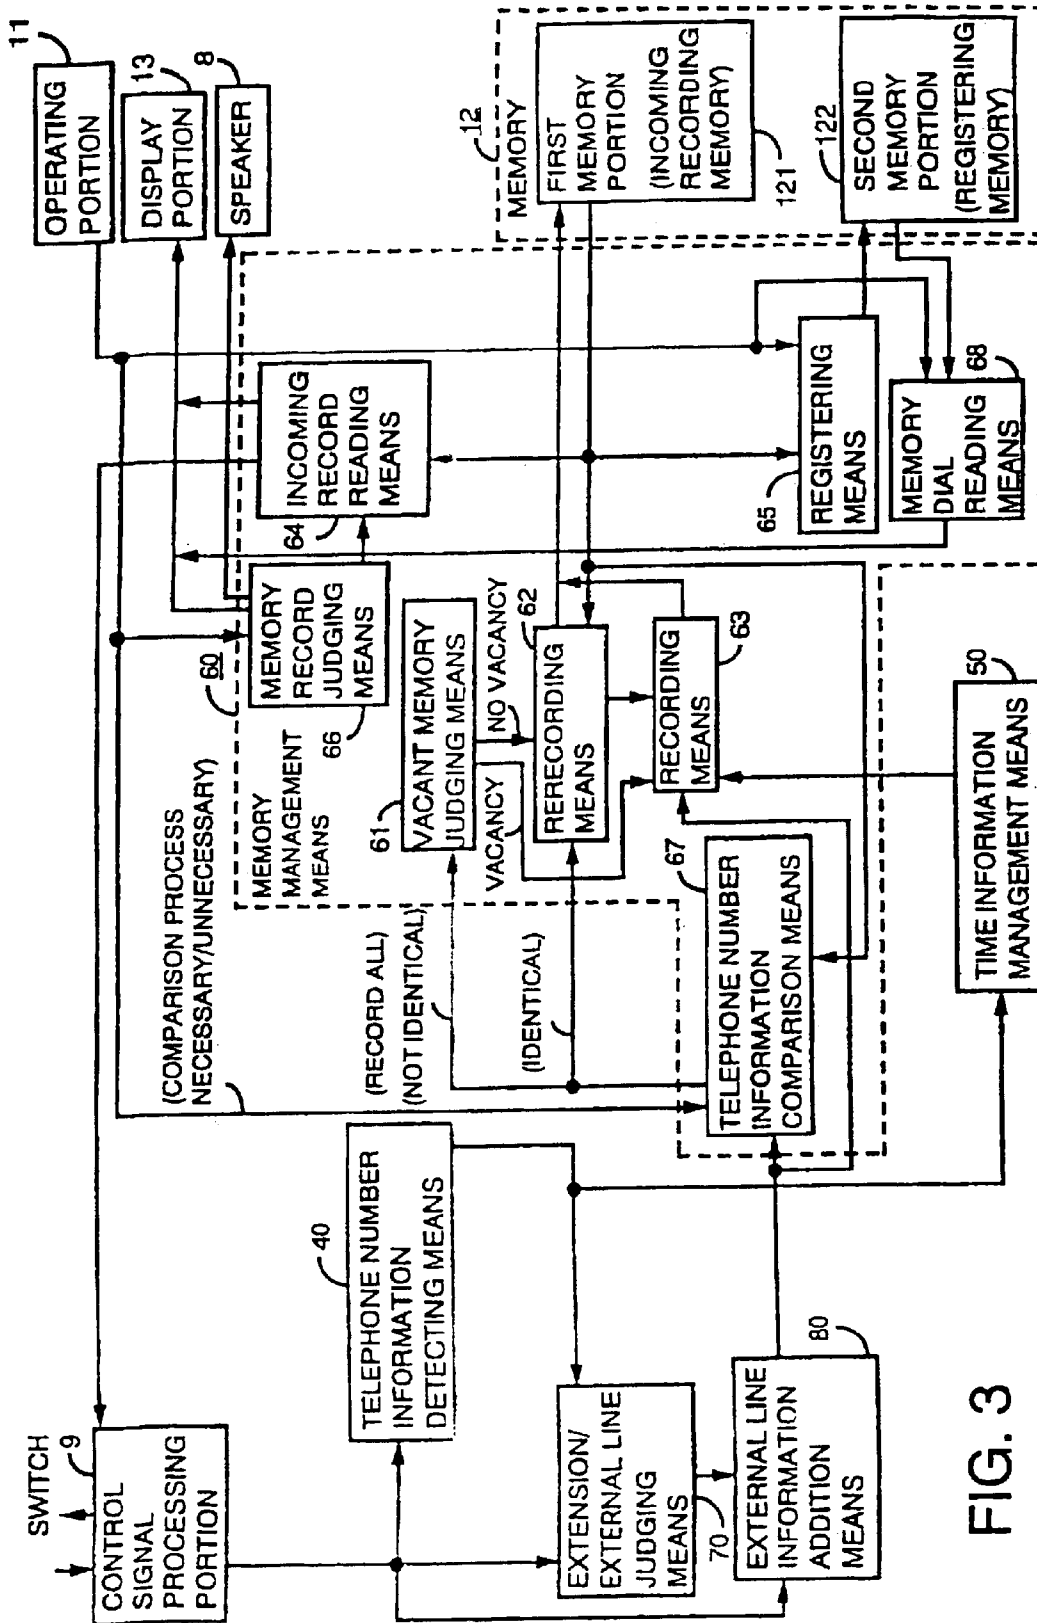 SWITCH
9
CONTROL
SIGNAL
PROCESSING
PORTION
TELEPHONE NUMBER
INFORMATION
DETECTING MEANS
40
EXTENSION/
EXTERNAL LINE
JUDGING
MEANS
70
EXTERNAL LINE
INFORMATION
ADDITION
MEANS
80
(COMPARISON PROCESS
NECESSARY/UNNECESSARY)
(RECORD ALL)
(NOT IDENTICAL)
(IDENTICAL)
60
MEMORY
MANAGEMENT
MEANS
MEMORY
RECORD
JUDGING
MEANS
66
INCOMING
RECORD
READING
MEANS
64
61
VACANT MEMORY
JUDGING MEANS
VACANCY
NO VACANCY
RERECORDING
MEANS
62
RECORDING
MEANS
63
67
TELEPHONE NUMBER
INFORMATION
COMPARISON MEANS
TIME INFORMATION
MANAGEMENT MEANS
50
REGISTERING
MEANS
65
MEMORY
DIAL
READING
MEANS
68
OPERATING
PORTION
11
DISPLAY
PORTION
13
SPEAKER
8
12
MEMORY
FIRST
MEMORY
PORTION
(INCOMING
RECORDING
MEMORY)
121
122
SECOND
MEMORY
PORTION
(REGISTERING
MEMORY)
FIG. 3